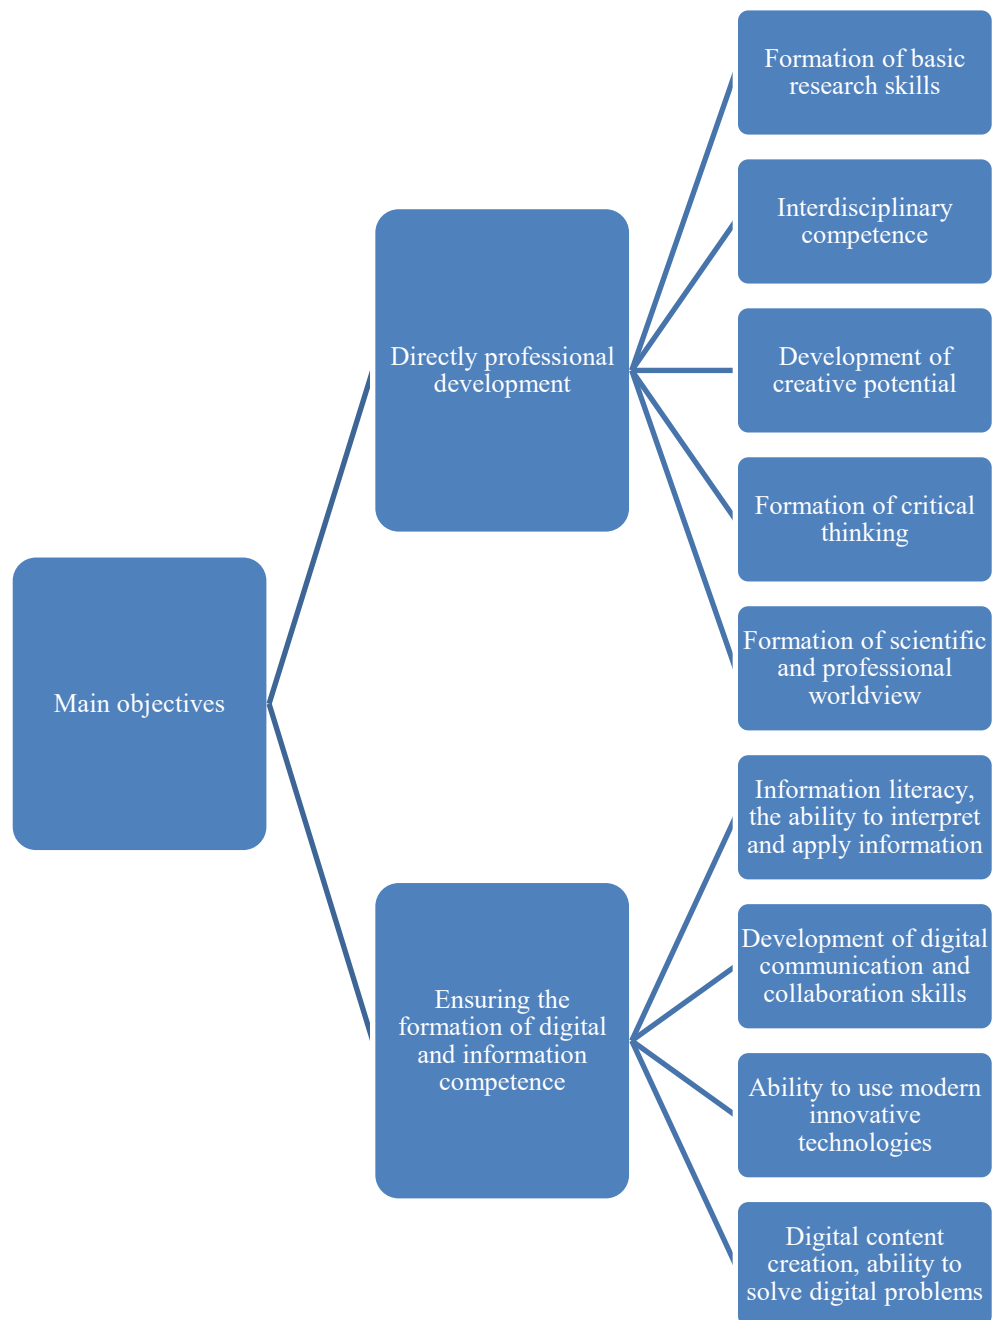 Main objectives
Directly professional
development
Formation of basic
research skills
Interdisciplinary
competence
Development of
creative potential
Formation of critical
thinking
Formation of scientific
and professional
worldview
Ensuring the
formation of digital
and information
competence
Information literacy,
the ability to interpret
and apply information
Development of digital
communication and
collaboration skills
Ability to use modern
innovative
technologies
Digital content
creation, ability to
solve digital problems